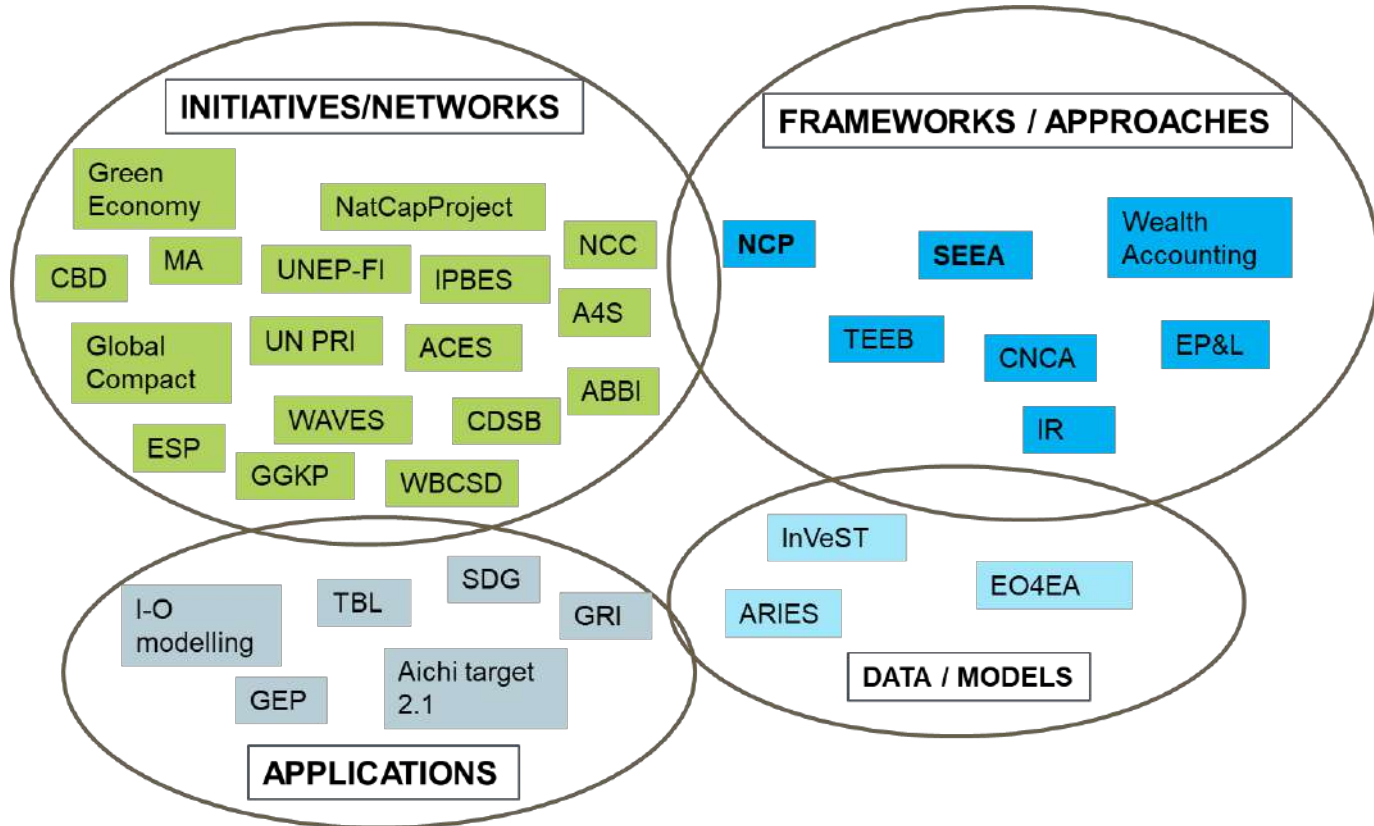 INITIATIVES/NETWORKS
Green
Economy
NatCapProject
NCC
CBD
MA
UNEP-FI
IPBES
A4S
Global
Compact
UN PRI
ACES
ABBI
WAVES
CDSB
ESP
GGKP
WBCSD
FRAMEWORKS / APPROACHES
NCP
SEEA
Wealth
Accounting
TEEB
CNCA
EP&L
IR
I-O
modelling
TBL
SDG
GRI
GEP
Aichi target
2.1
APPLICATIONS
InVeST
EO4EA
ARIES
DATA / MODELS